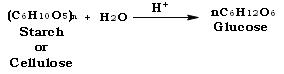 (C6H10O5)n + H2O H+ nC6H12O6
Starch Glucose
or
Cellulose